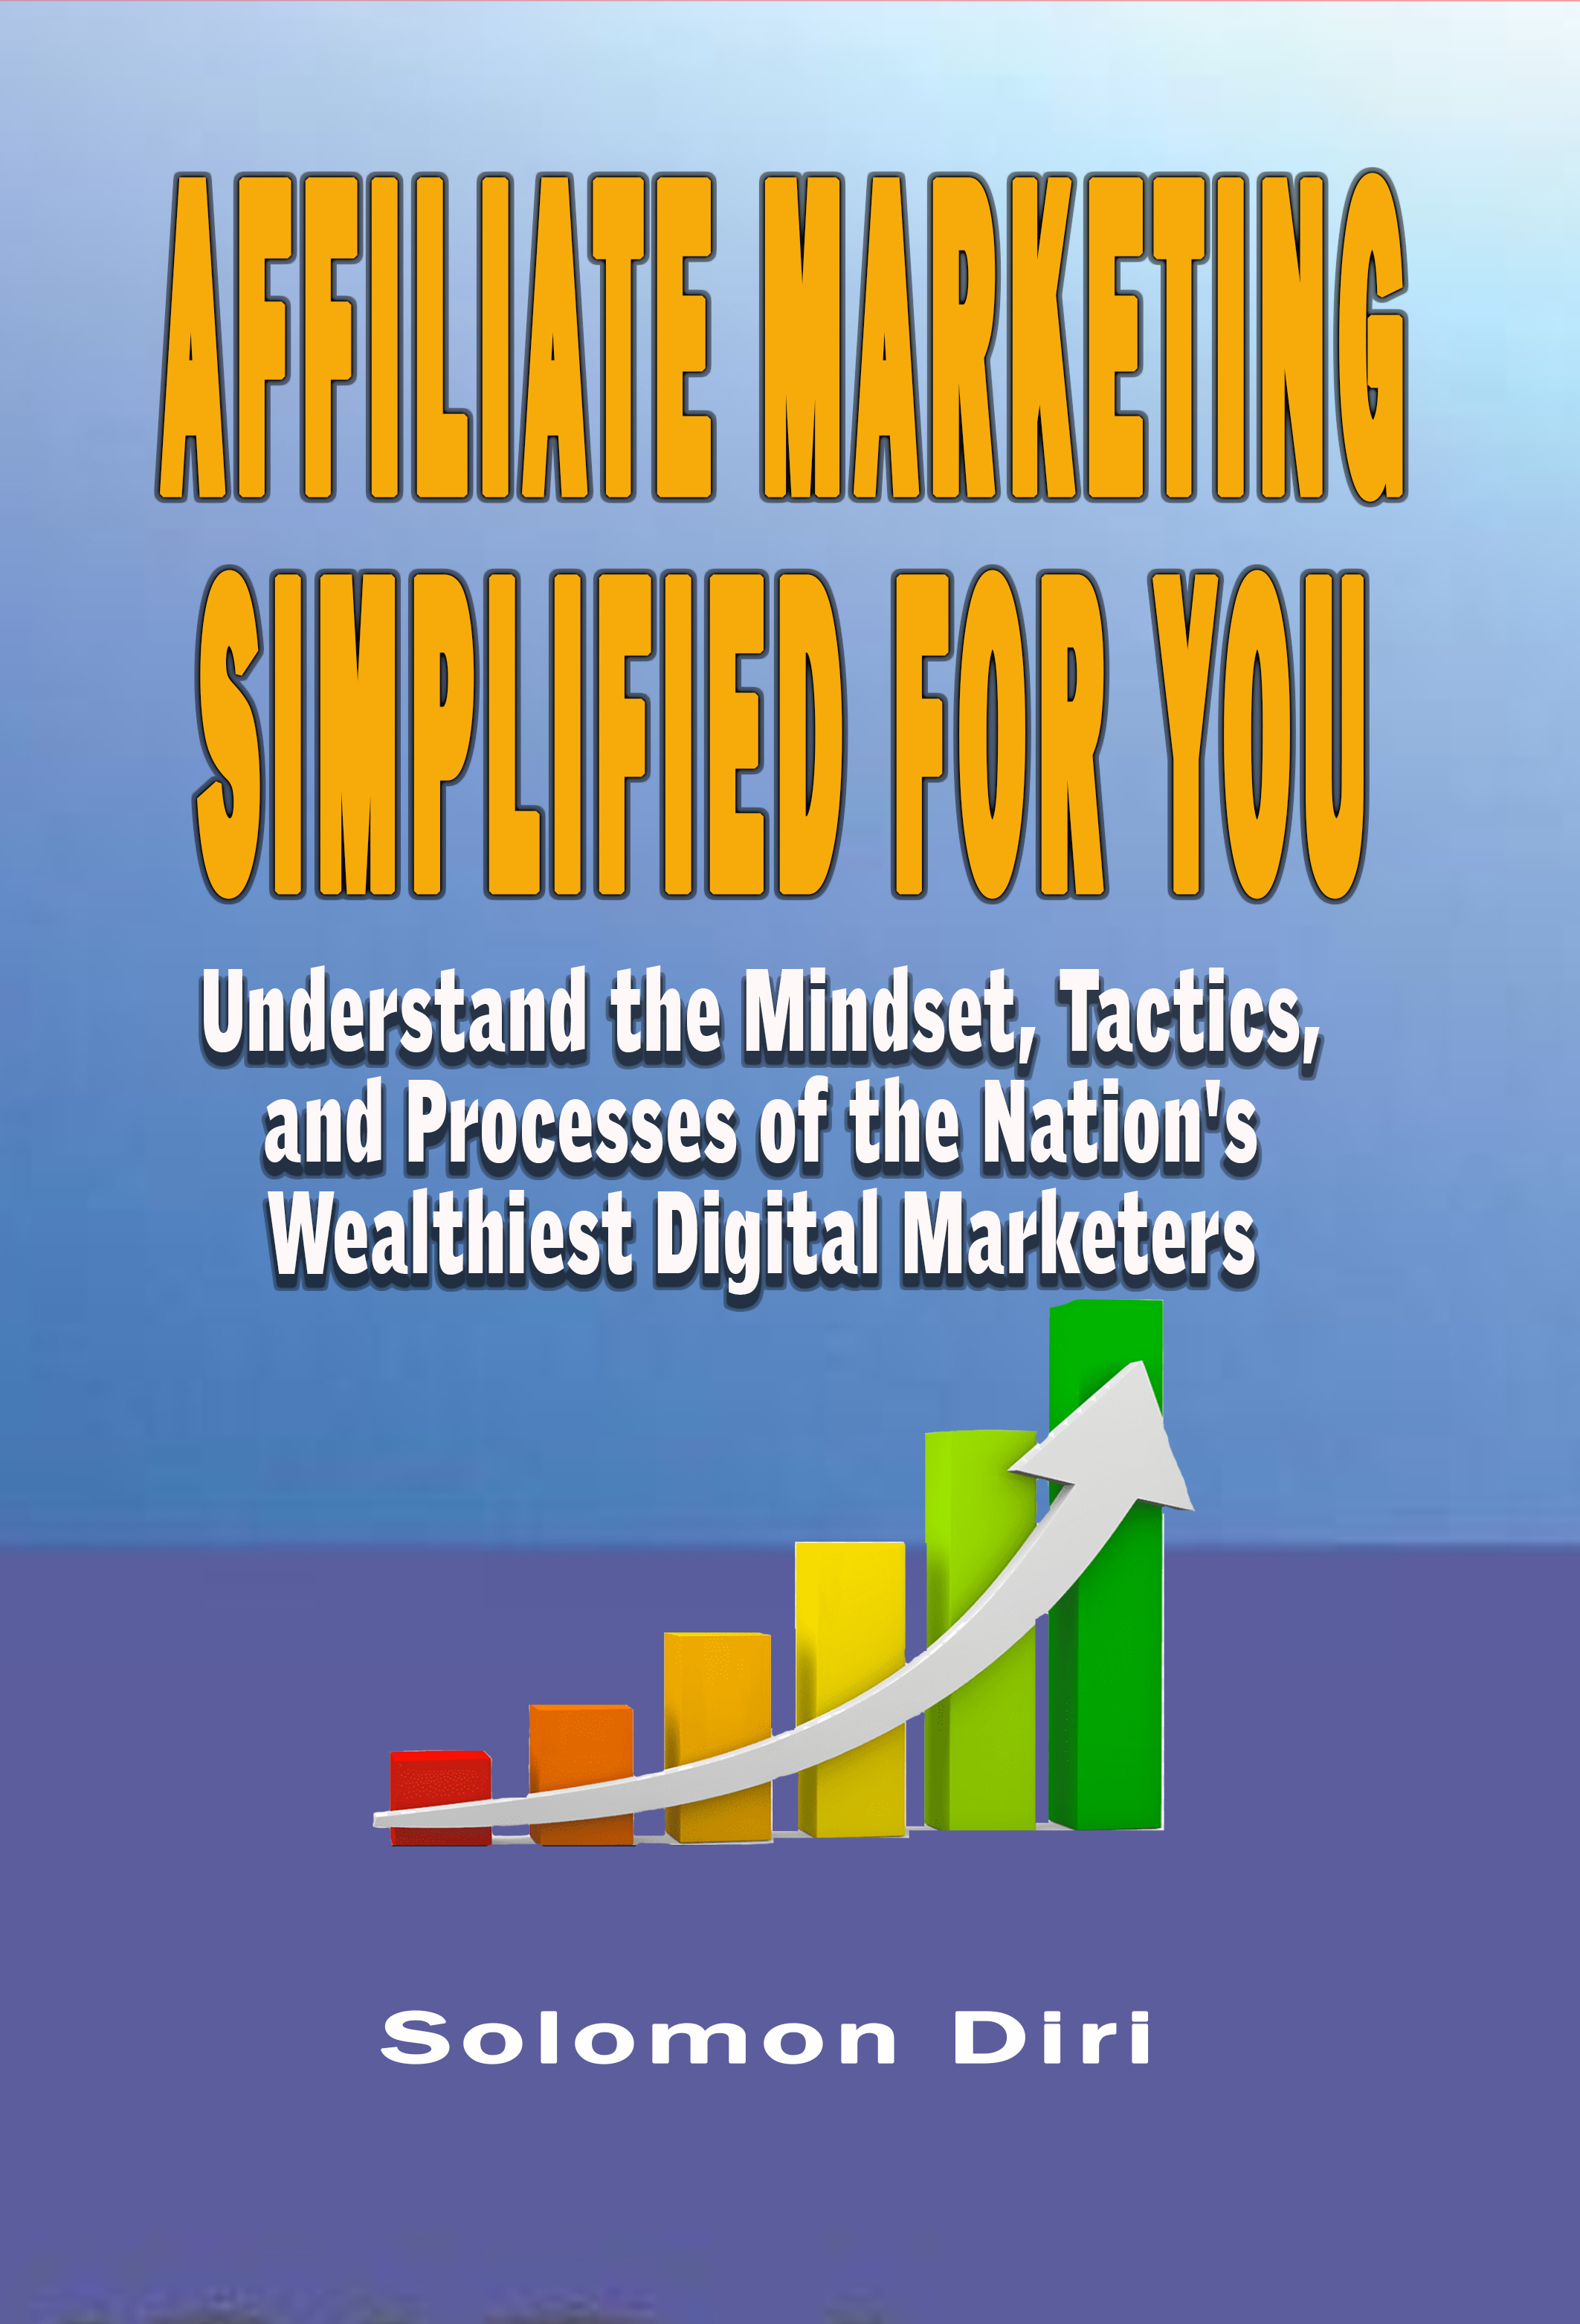 AFFILIATE MARKETING
SIMPLIFIED FOR YOU
Understand the Mindset, Tactics,
and Processes of the Nation's
Wealthiest Digital Marketers
Solomon Diri